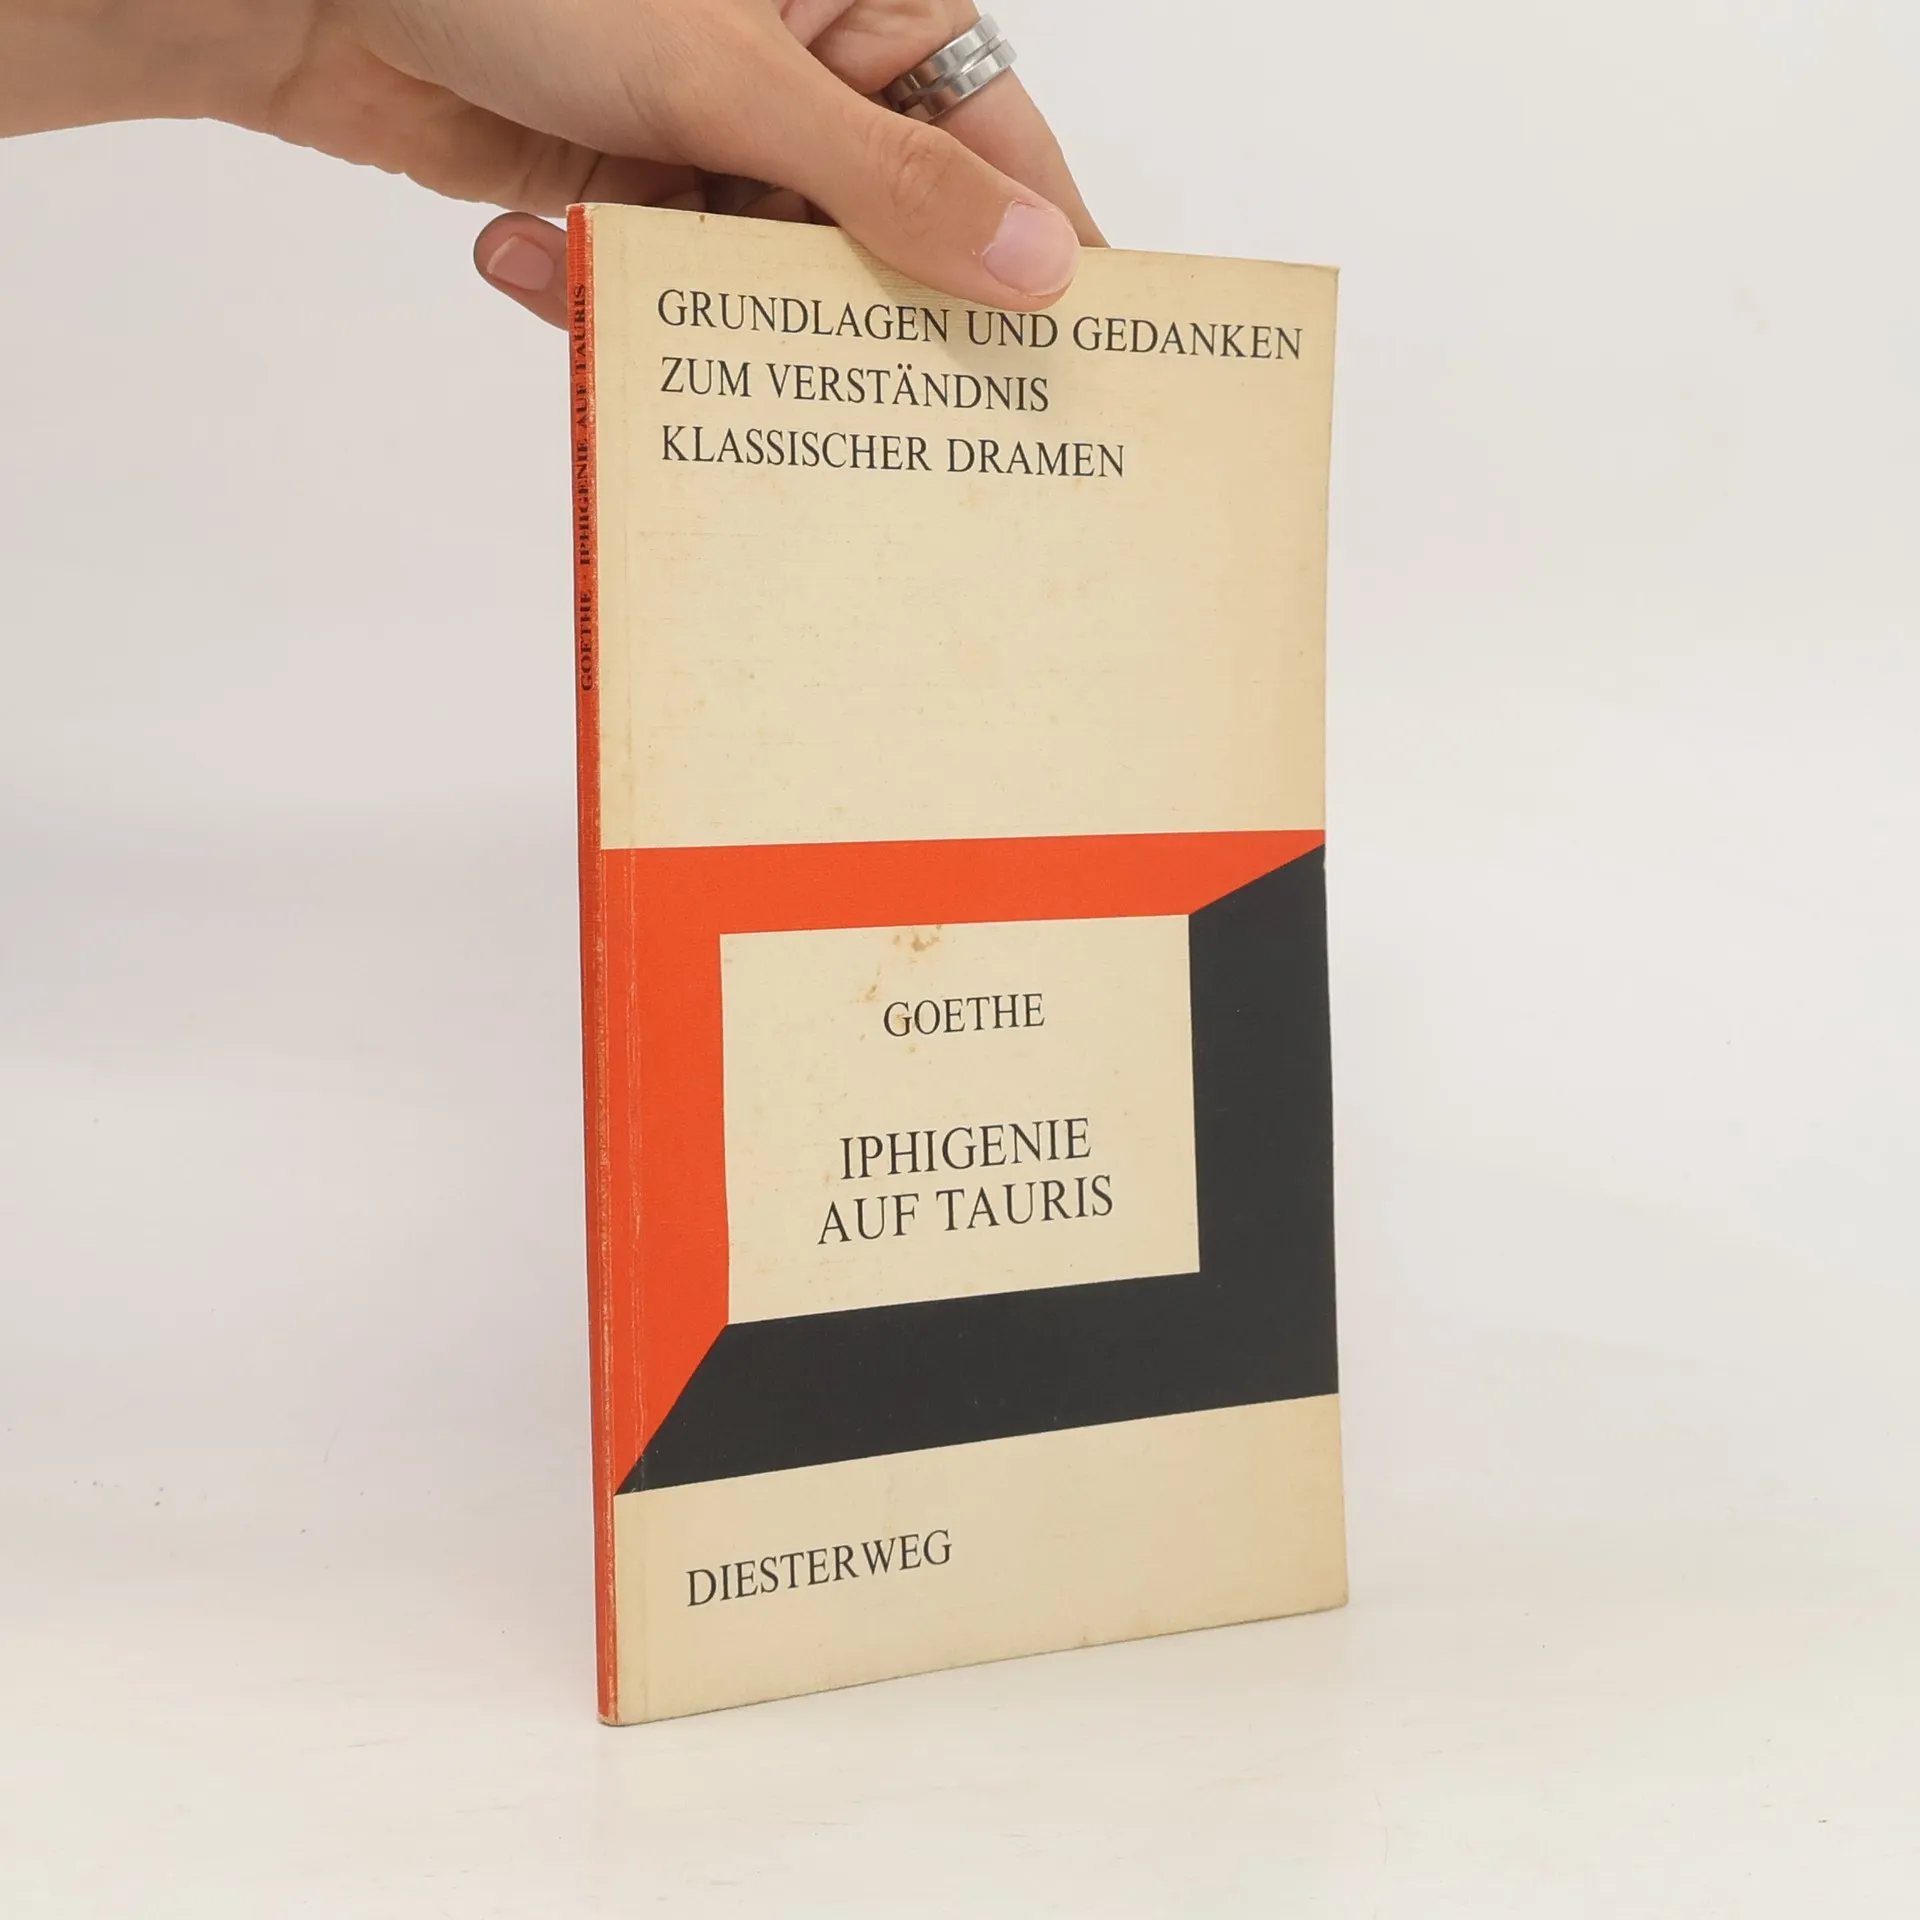 GRUNDLAGEN UND GEDANKEN
ZUM VERSTÄNDNIS
KLASSISCHER DRAMEN
GOETHE
IPHIGENIE
AUF TAURIS
DIESTERWEG
GOETHE · IPHIGENIE AUF TAURIS